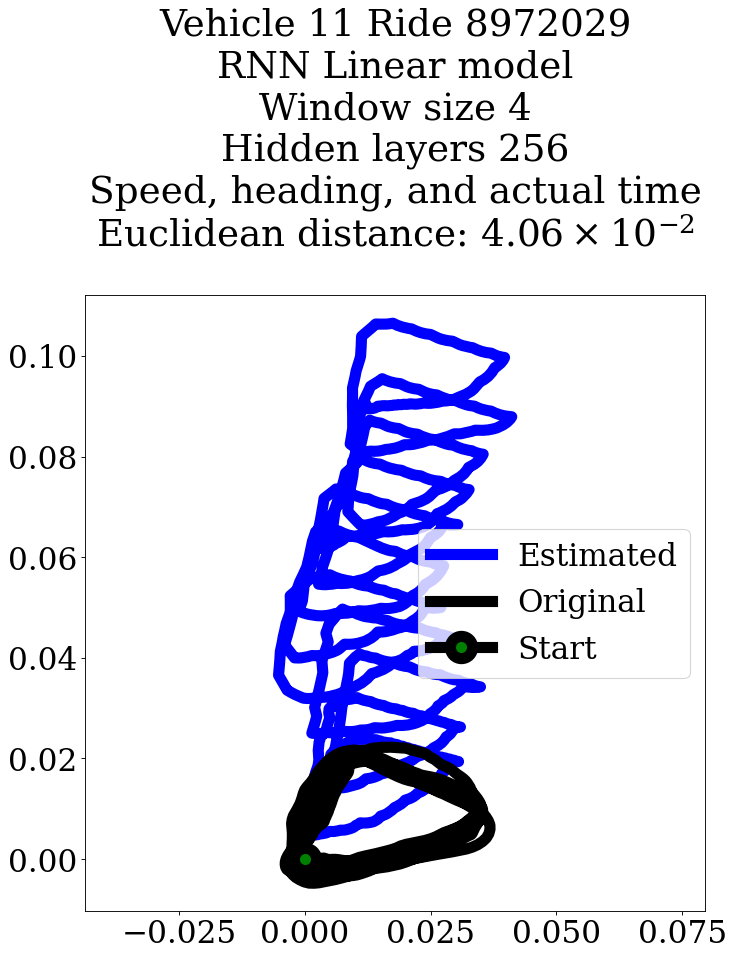 Vehicle 11 Ride 8972029
RNN Linear model
Window size 4
Hidden layers 256
Speed, heading, and actual time
Euclidean distance: 4.06 × 10⁻²
0.10
0.08
0.06
0.04
0.02
0.00
Estimated
Original
Start
−0.025 0.000 0.025 0.050 0.075